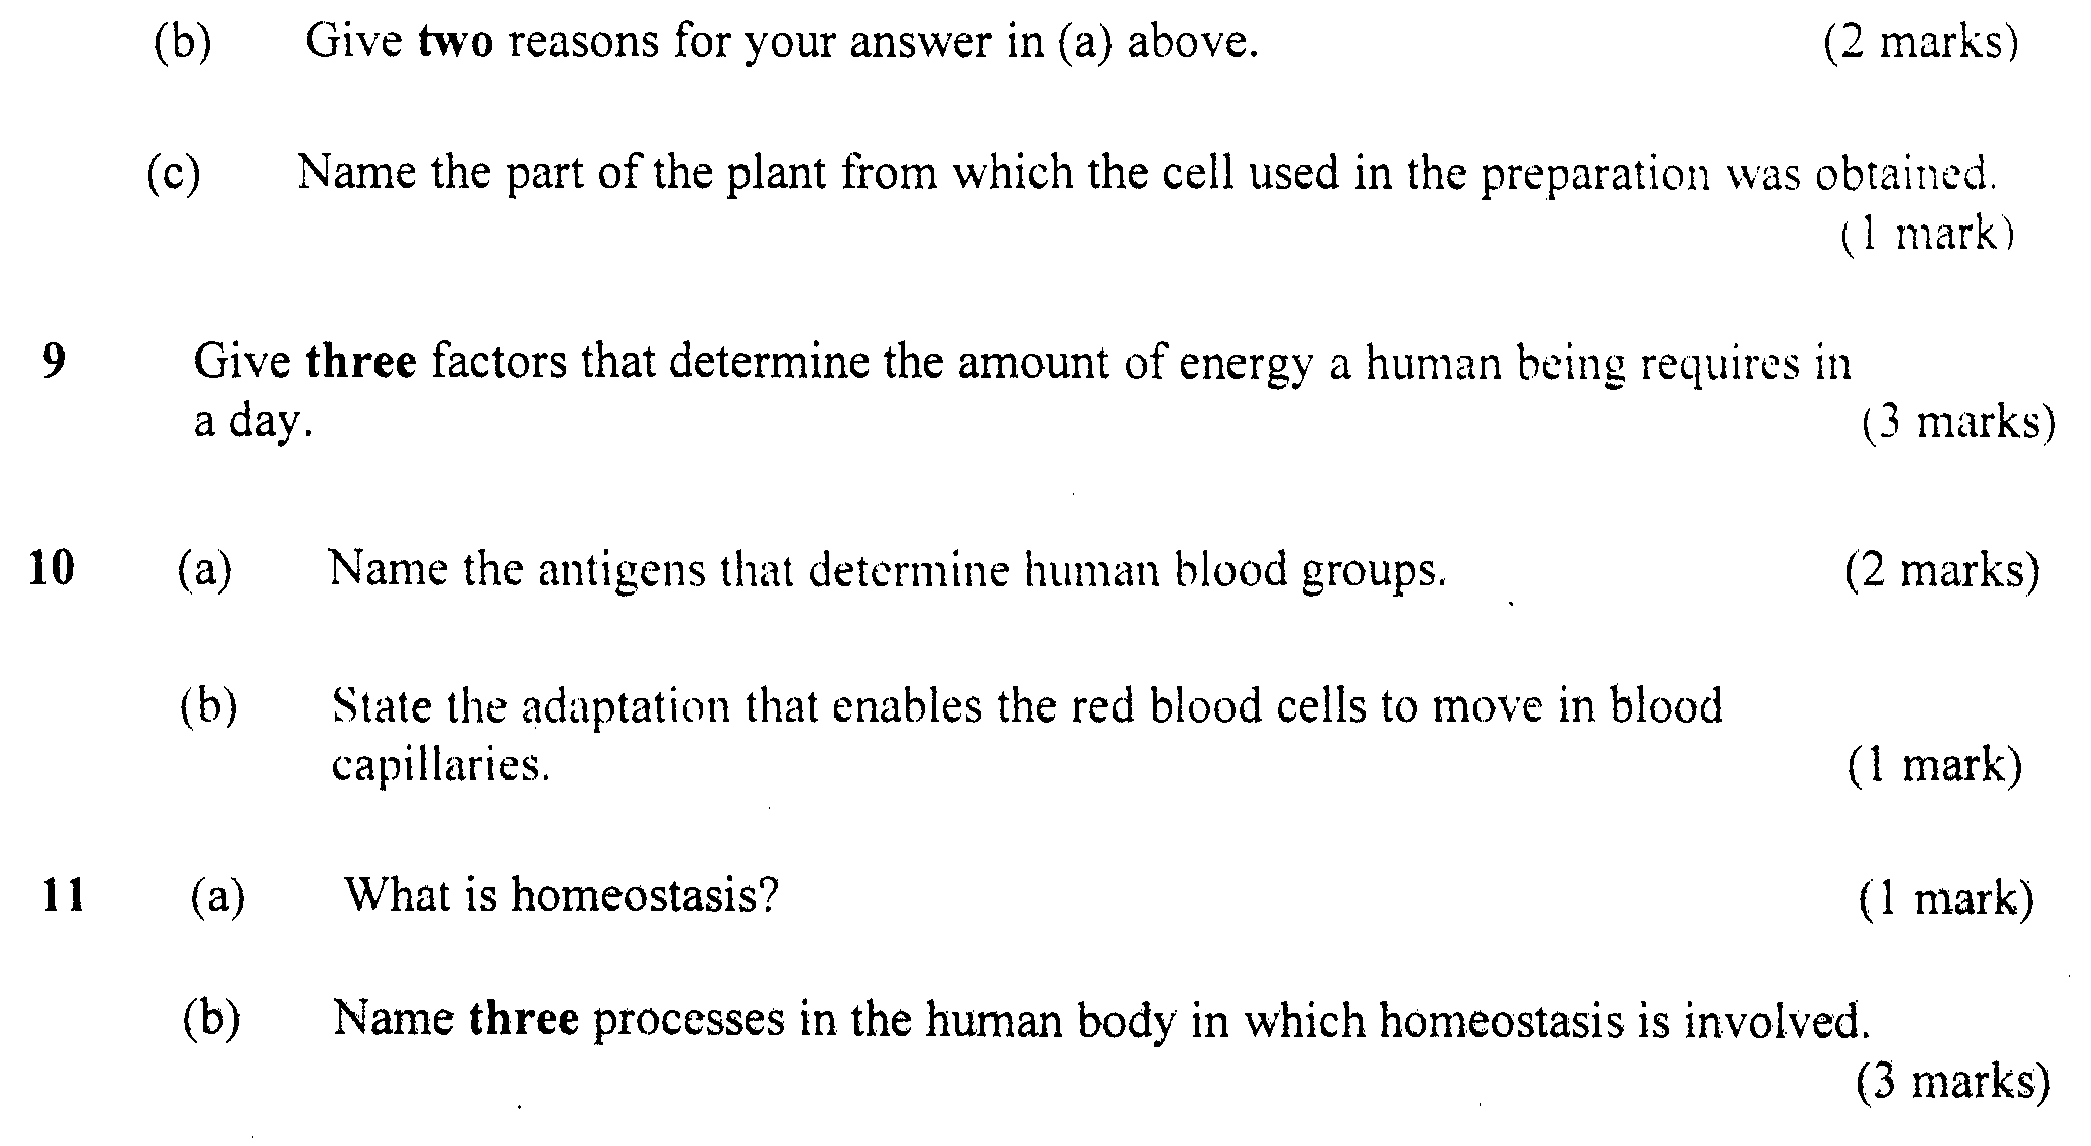 (b) Give two reasons for your answer in (a) above. (2 marks)
(c) Name the part of the plant from which the cell used in the preparation was obtained.
(1 mark)
9 Give three factors that determine the amount of energy a human being requires in
a day. (3 marks)
10 (a) Name the antigens that determine human blood groups. (2 marks)
(b) State the adaptation that enables the red blood cells to move in blood
capillaries. (1 mark)
11 (a) What is homeostasis? (1 mark)
(b) Name three processes in the human body in which homeostasis is involved.
(3 marks)